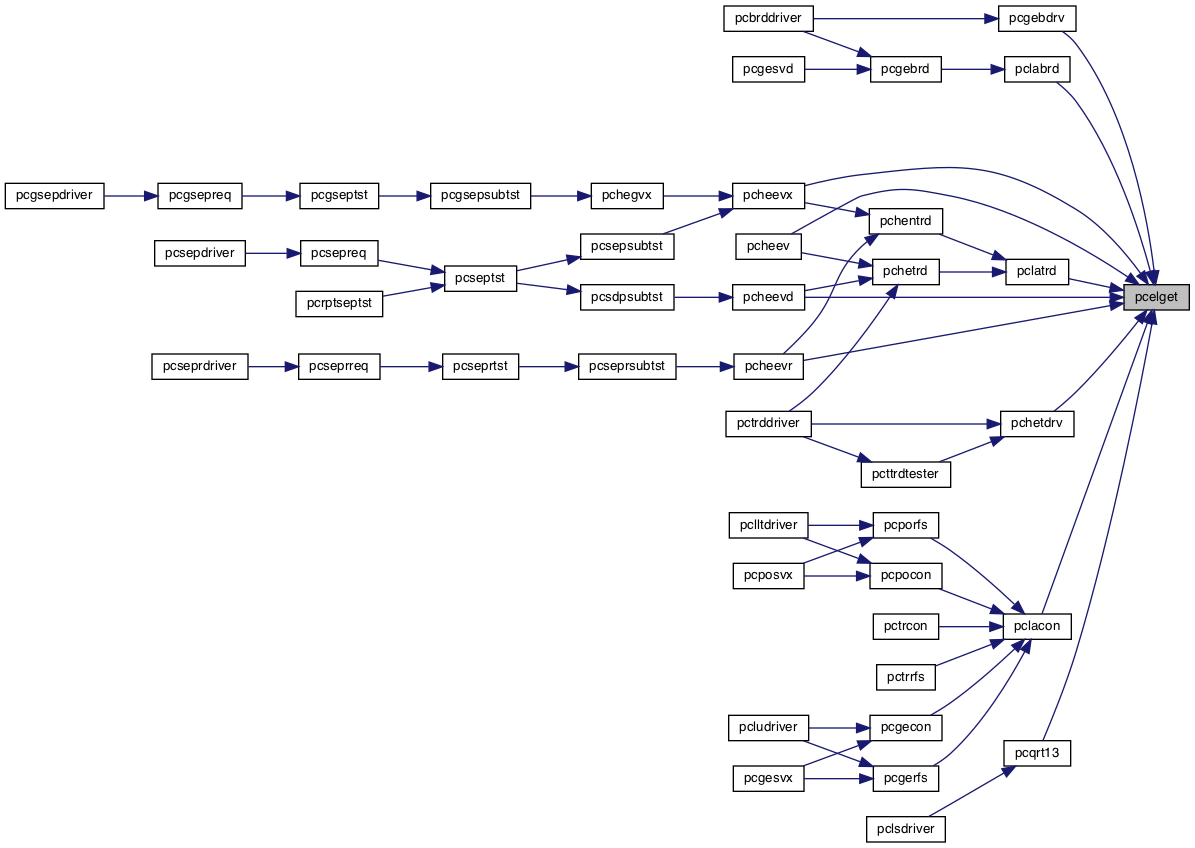 pcbrddriver
pcgebdrv
pcgesvd
pcgebrd
pclabrd
pcgsepdriver
pcgsepreq
pcgseptst
pcgsepsubtst
pchegvx
pcheevx
pchentrd
pcsepdriver
pcsepreq
pcsepsubtst
pcheev
pcseptst
pchetrd
pclatrd
pcrptseptst
pcsdpsubtst
pcheevd
pcelget
pcseprdriver
pcseprreq
pcseprtst
pcseprsubtst
pcheevr
pctrddriver
pchetdrv
pcttrdtester
pclltdriver
pcporfs
pcposvx
pcpocon
pctrcon
pclacon
pctrrfs
pcludriver
pcgecon
pcqrt13
pcgesvx
pcgerfs
pclsdriver